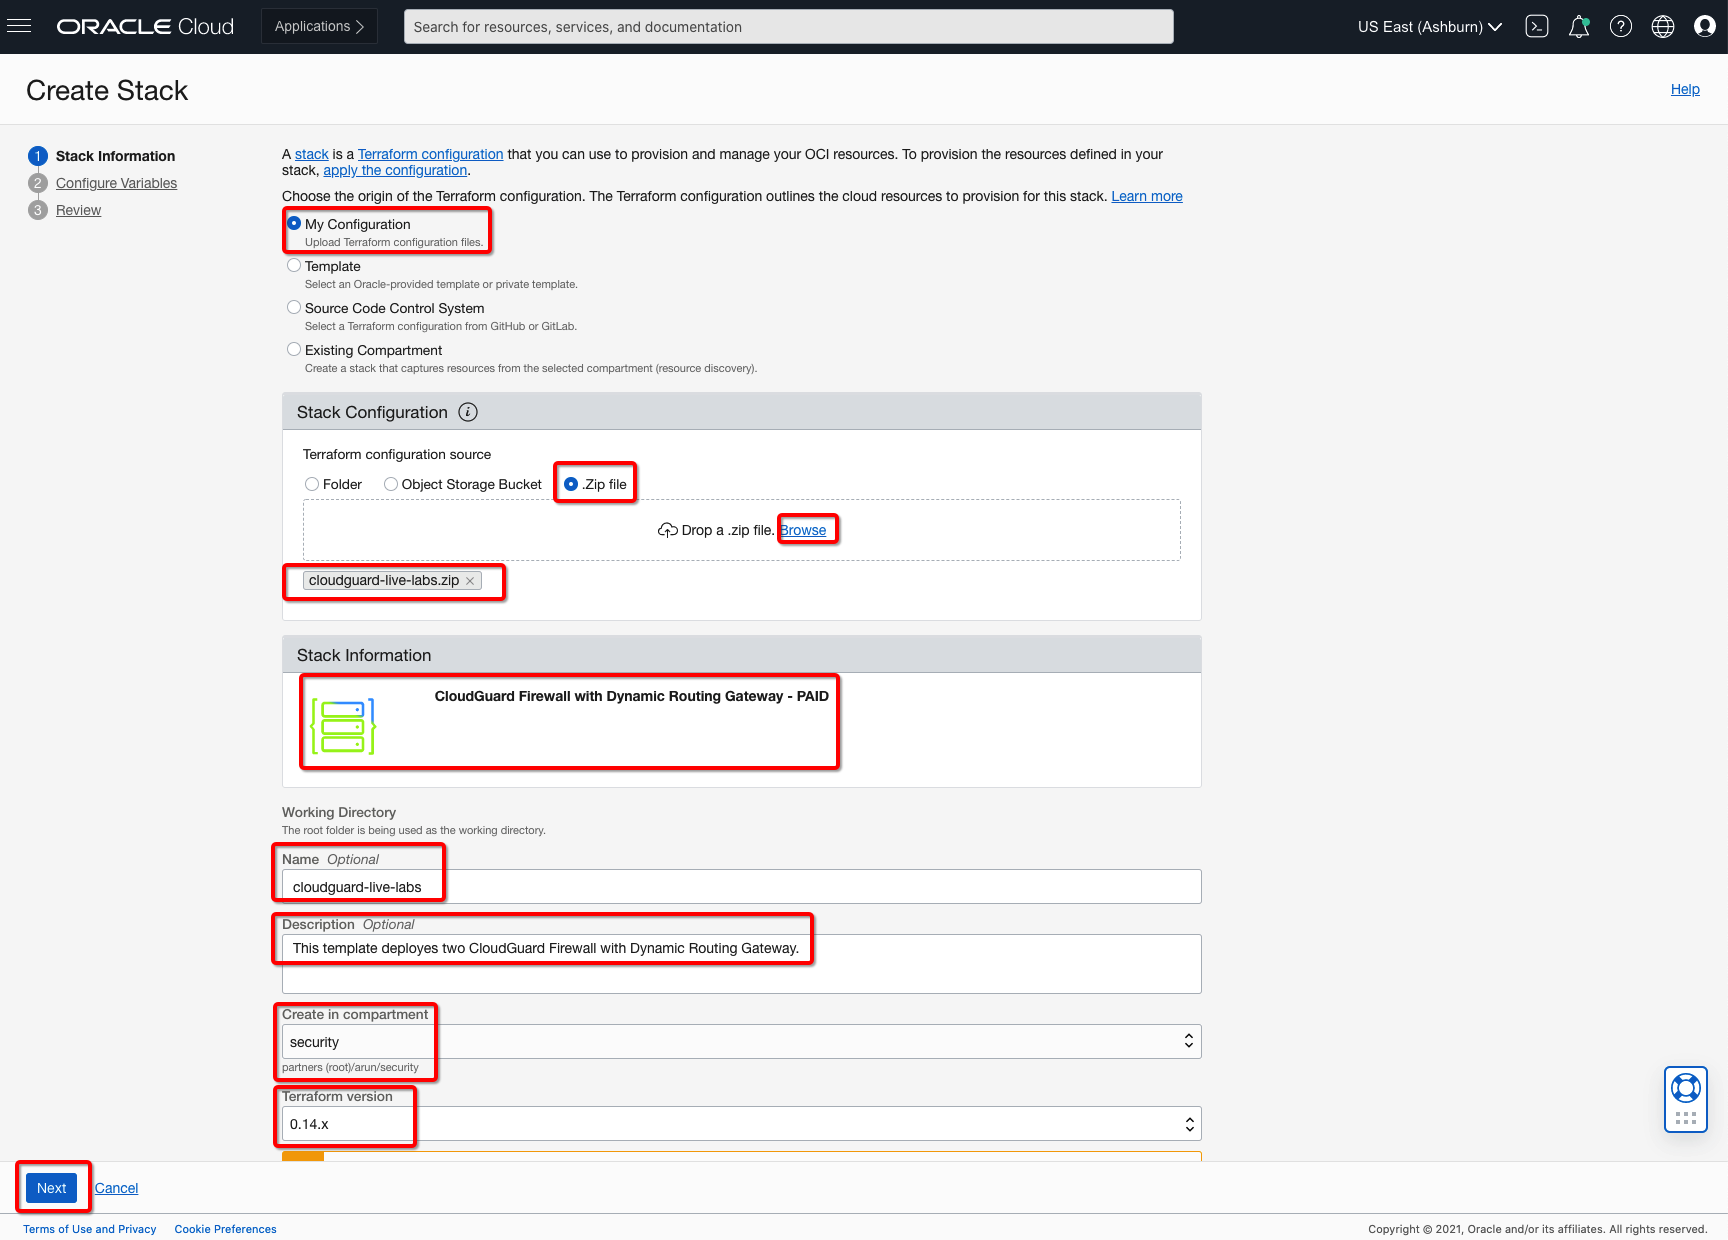 ORACLE Cloud
Applications
Search for resources, services, and documentation
US East (Ashburn)
Create Stack
Help
1 Stack Information
2 Configure Variables
3 Review
A stack is a Terraform configuration that you can use to provision and manage your OCI resources. To provision the resources defined in your
stack, apply the configuration.
Choose the origin of the Terraform configuration. The Terraform configuration outlines the cloud resources to provision for this stack. Learn more
My Configuration
Upload Terraform configuration files.
Template
Select an Oracle-provided template or private template.
Source Code Control System
Select a Terraform configuration from GitHub or GitLab.
Existing Compartment
Create a stack that captures resources from the selected compartment (resource discovery).
Stack Configuration i
Terraform configuration source
Folder Object Storage Bucket .Zip file
Drop a .zip file. Browse
cloudguard-live-labs.zip ×
Stack Information
CloudGuard Firewall with Dynamic Routing Gateway - PAID
Working Directory
The root folder is being used as the working directory.
Name Optional
cloudguard-live-labs
Description Optional
This template deployes two CloudGuard Firewall with Dynamic Routing Gateway.
Create in compartment
security
partners (root)/arun/security
Terraform version
0.14.x
Next Cancel
Terms of Use and Privacy Cookie Preferences
Copyright © 2021, Oracle and/or its affiliates. All rights reserved.